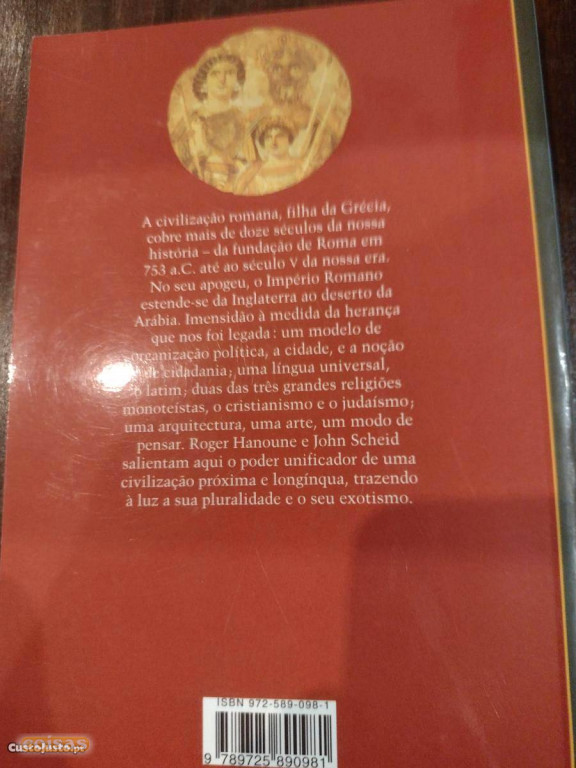 A civilização romana, filha da Grécia,
cobre mais de doze séculos da nossa
história – da fundação de Roma em
753 a.C. até ao século V da nossa era.
No seu apogeu, o Império Romano
estende-se da Inglaterra ao deserto da
Arábia. Imensidão à medida da herança
que nos foi legada: um modelo de
organização política, a cidade, e a noção
de cidadania; uma língua universal,
o latim; duas das três grandes religiões
monoteístas, o cristianismo e o judaísmo;
uma arquitectura, uma arte, um modo de
pensar. Roger Hanoune e John Scheid
salientam aqui o poder unificador de uma
civilização próxima e longínqua, trazendo
à luz a sua pluralidade e o seu exotismo.
ISBN 972-589-098-1
9 789725 890981
coisas
CustoJusto.pt